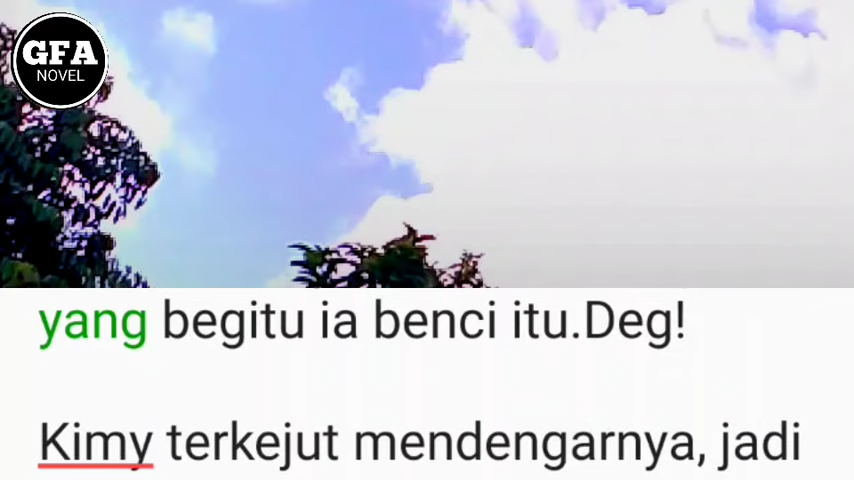 GFA
NOVEL
yang begitu ia benci itu.Deg!
Kimy terkejut mendengarnya, jadi